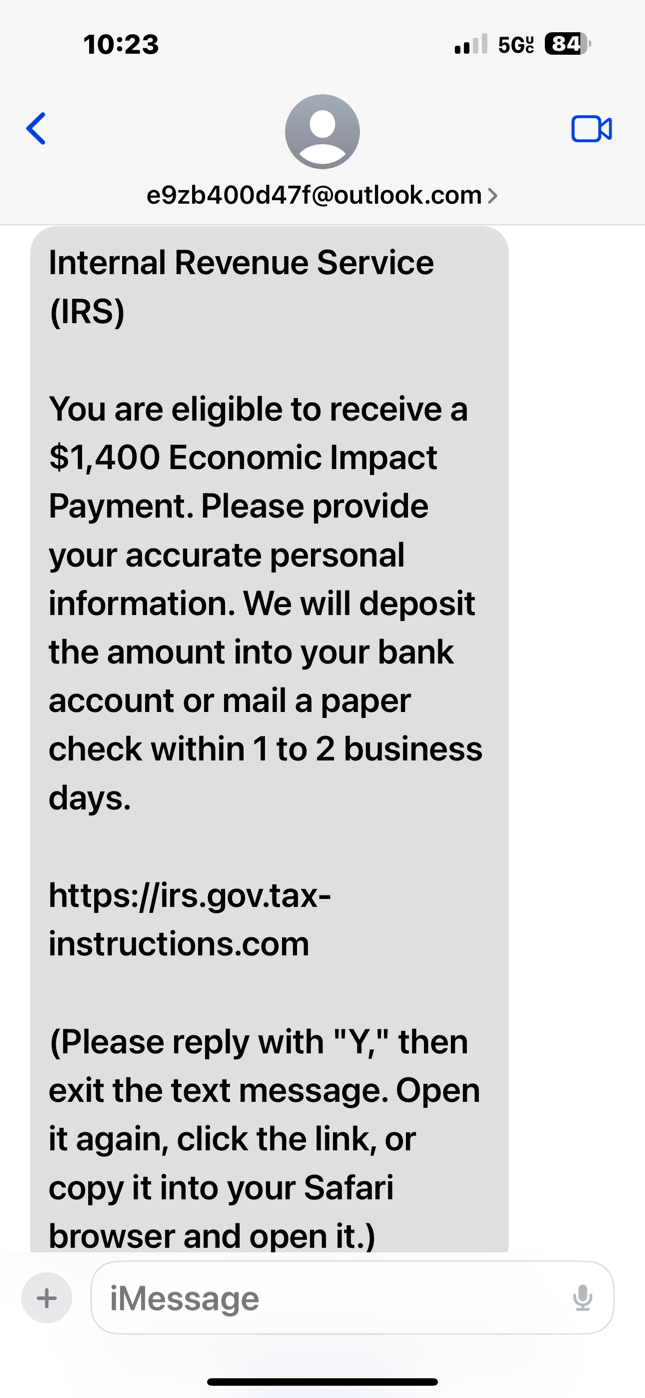 10:23
5G
84
e9zb400d47f@outlook.com
Internal Revenue Service
(IRS)
You are eligible to receive a
$1,400 Economic Impact
Payment. Please provide
your accurate personal
information. We will deposit
the amount into your bank
account or mail a paper
check within 1 to 2 business
days.
https://irs.gov.tax-
instructions.com
(Please reply with "Y," then
exit the text message. Open
it again, click the link, or
copy it into your Safari
browser and open it.)
iMessage